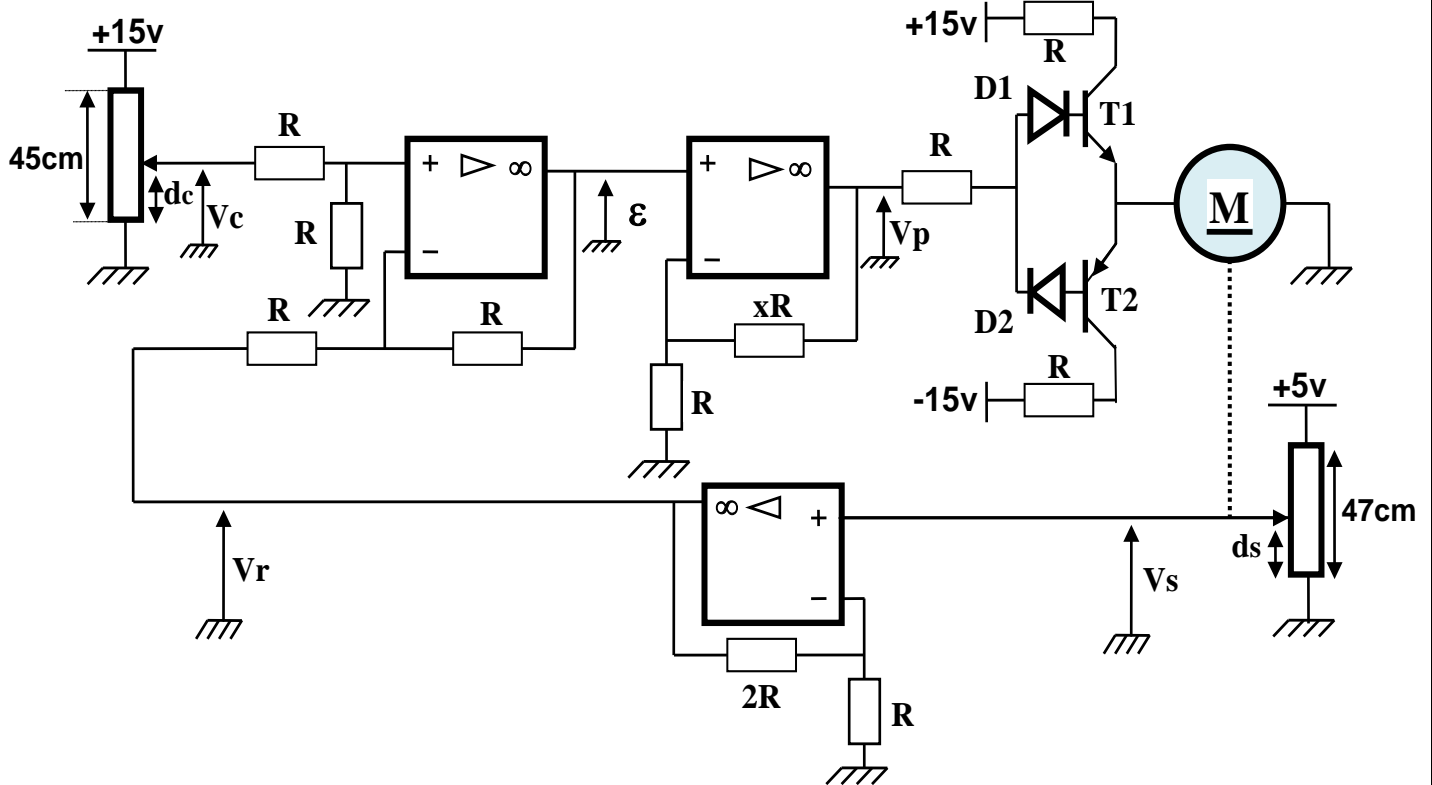 +15v
+15v
R
D1
T1
R
R
45cm
+
▷
∞
+
▷
∞
dc
Vc
R
ε
Vp
M
−
−
R
R
xR
D2
T2
R
-15v
R
+5v
∞
◁
+
47cm
ds
Vr
Vs
−
2R
R